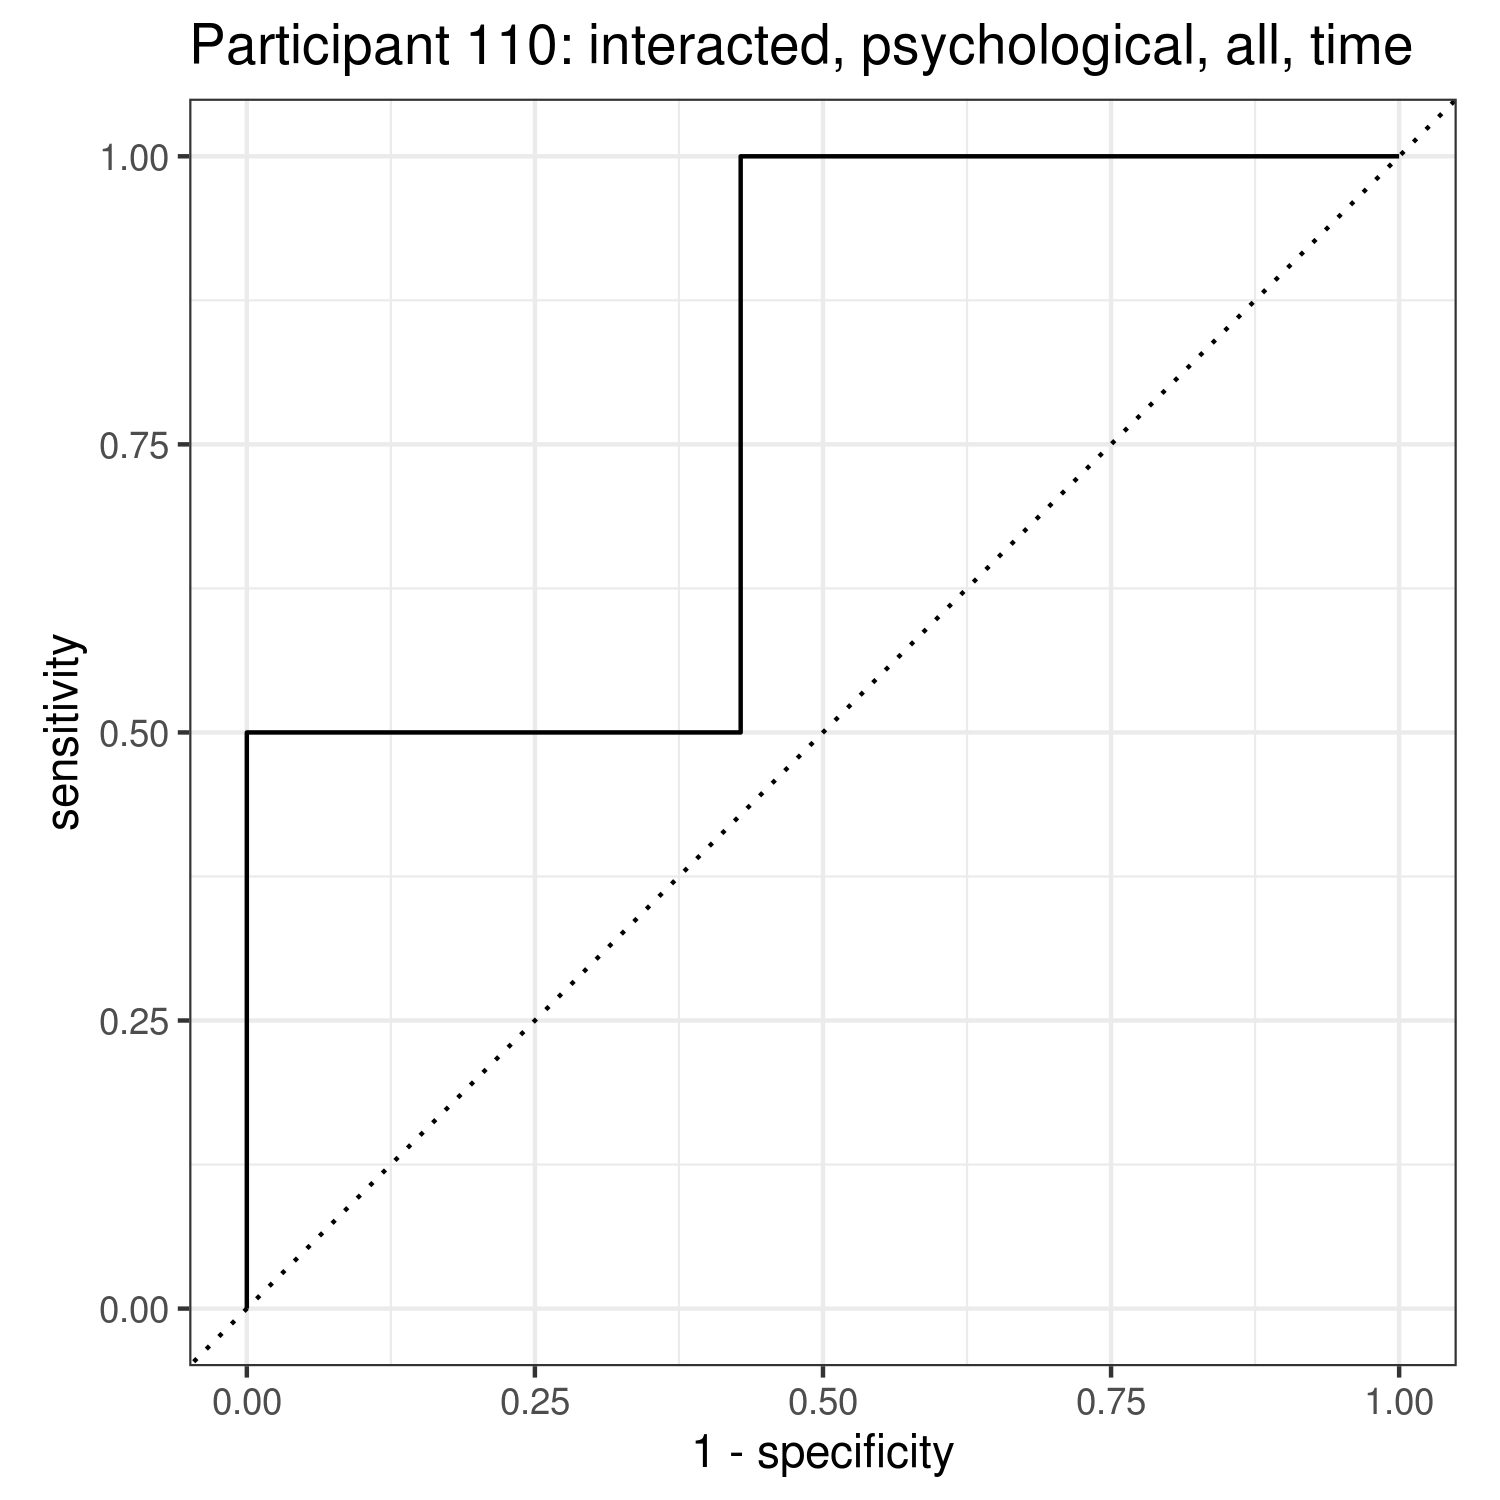 Participant 110: interacted, psychological, all, time
1.00
0.75
0.50
0.25
0.00
sensitivity
0.00 0.25 0.50 0.75 1.00
1 - specificity